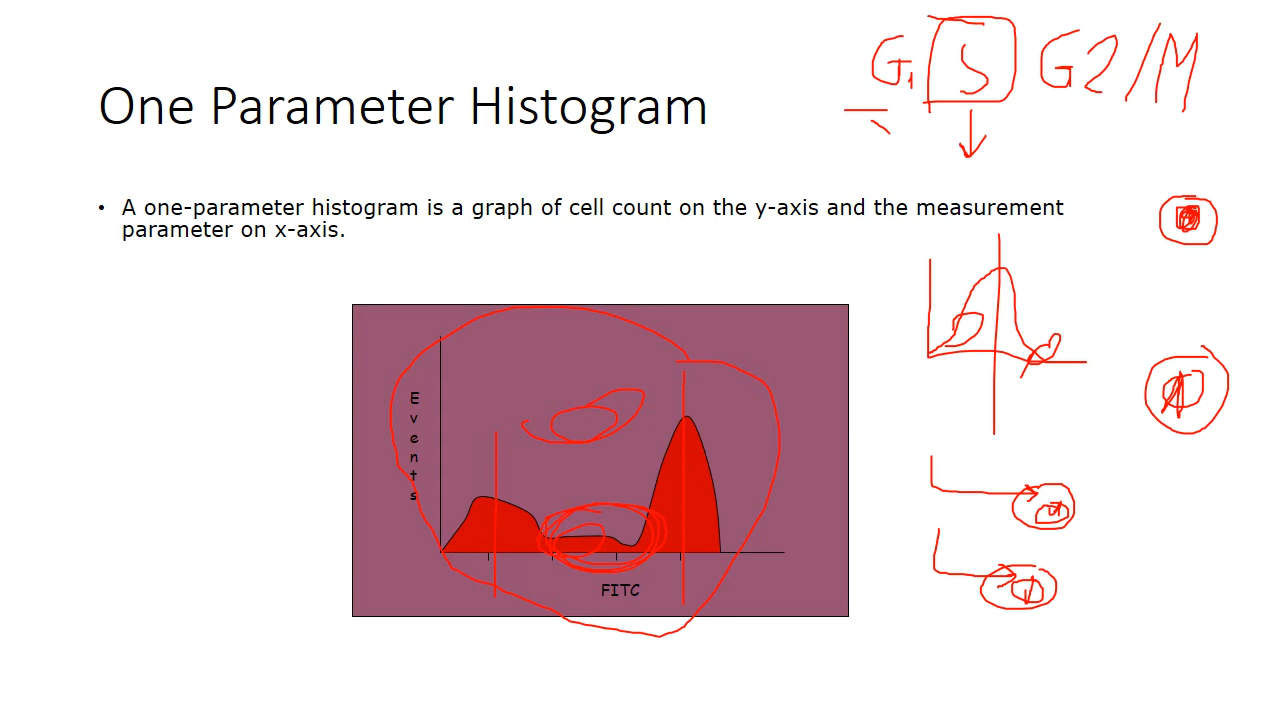 G1 S G2/M
One Parameter Histogram
• A one-parameter histogram is a graph of cell count on the y-axis and the measurement
parameter on x-axis.
Events
FITC